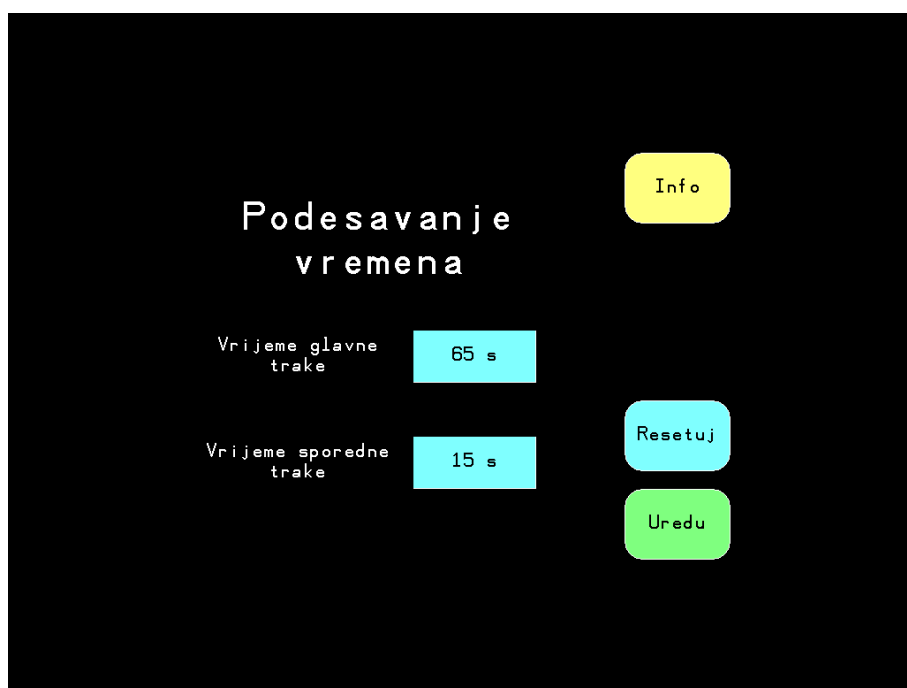 Info
Podesavanje
vremena
Vrijeme glavne
trake
65 s
Vrijeme sporedne
trake
15 s
Resetuj
Uredu